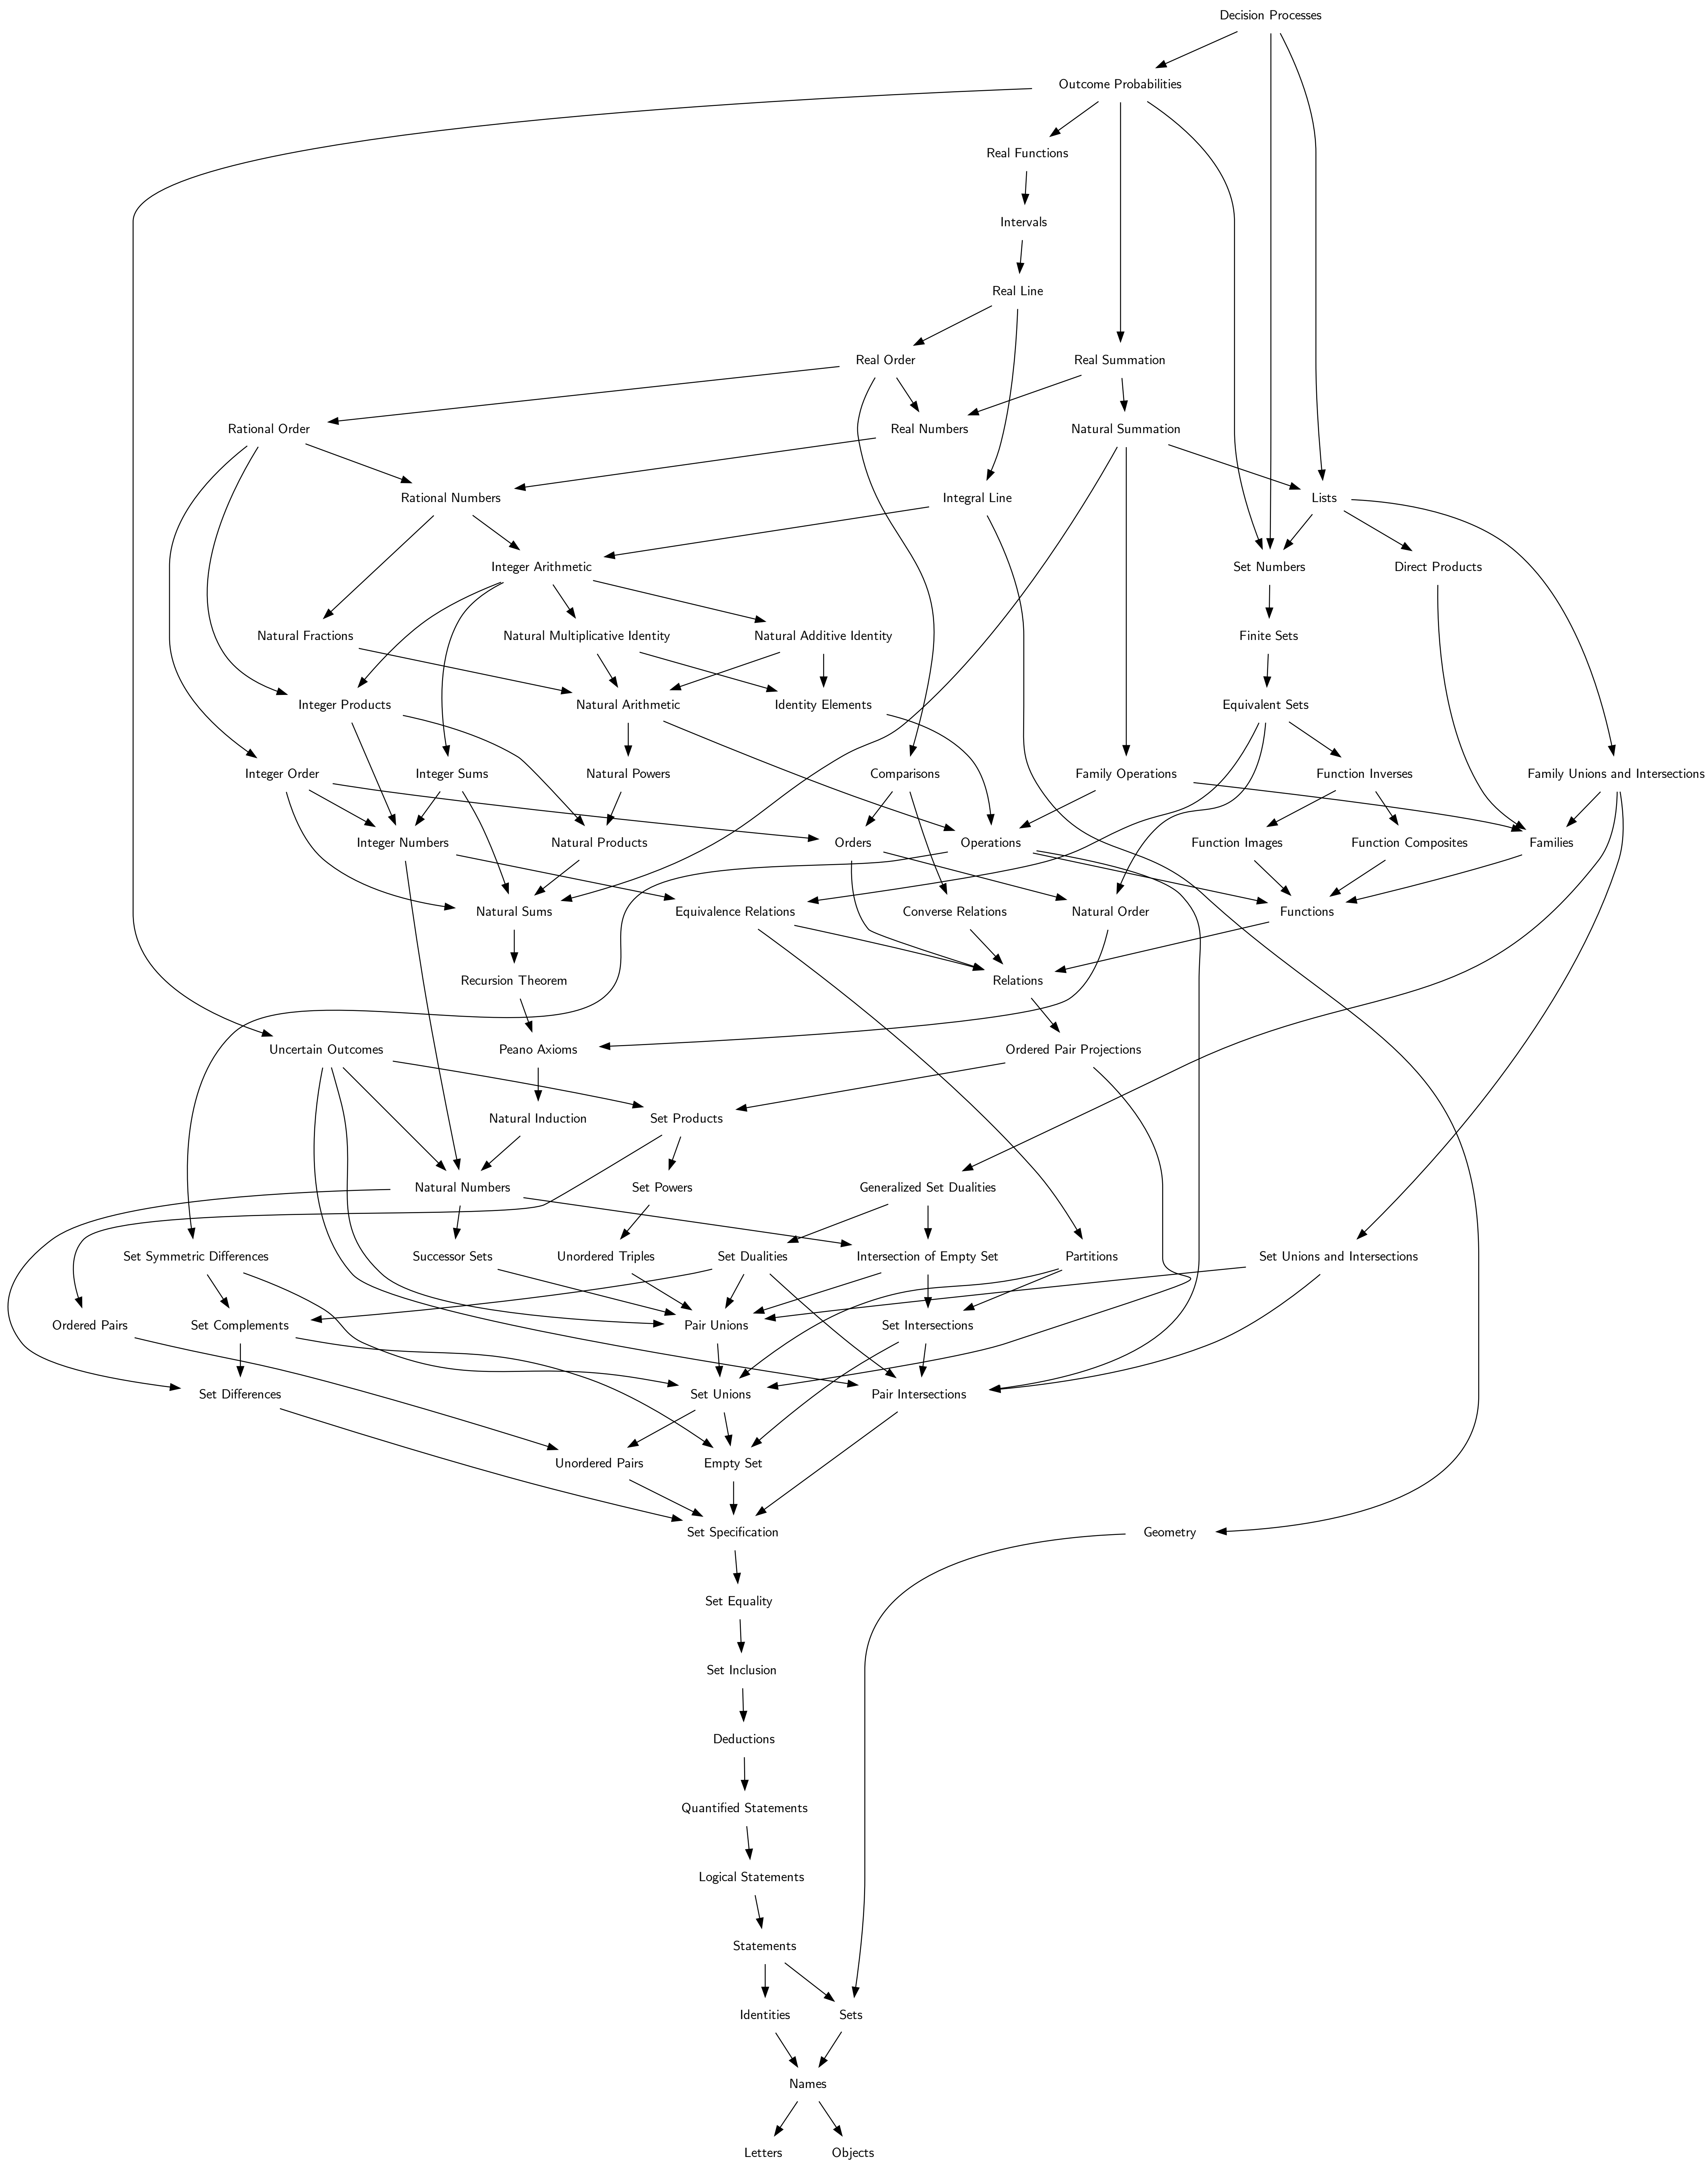 Decision Processes
Outcome Probabilities
Real Functions
Intervals
Real Line
Real Order
Real Summation
Rational Order
Real Numbers
Natural Summation
Rational Numbers
Integral Line
Lists
Integer Arithmetic
Set Numbers
Direct Products
Natural Fractions
Natural Multiplicative Identity
Natural Additive Identity
Finite Sets
Integer Products
Natural Arithmetic
Identity Elements
Equivalent Sets
Integer Order
Integer Sums
Natural Powers
Comparisons
Family Operations
Function Inverses
Family Unions and Intersections
Integer Numbers
Natural Products
Orders
Operations
Function Images
Function Composites
Families
Natural Sums
Equivalence Relations
Converse Relations
Natural Order
Functions
Recursion Theorem
Relations
Uncertain Outcomes
Peano Axioms
Ordered Pair Projections
Natural Induction
Set Products
Natural Numbers
Set Powers
Generalized Set Dualities
Set Symmetric Differences
Successor Sets
Unordered Triples
Set Dualities
Intersection of Empty Set
Partitions
Set Unions and Intersections
Ordered Pairs
Set Complements
Pair Unions
Set Intersections
Set Differences
Set Unions
Pair Intersections
Unordered Pairs
Empty Set
Set Specification
Geometry
Set Equality
Set Inclusion
Deductions
Quantified Statements
Logical Statements
Statements
Identities
Sets
Names
Letters
Objects